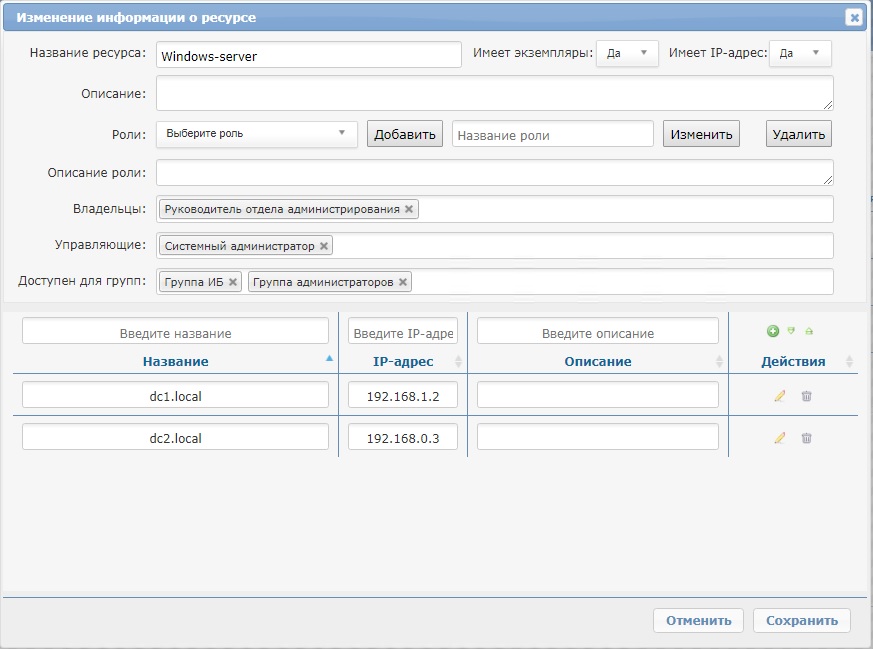 Изменение информации о ресурсе
Название ресурса: Windows-server Имеет экземпляры: Да Имеет IP-адрес: Да
Описание:
Роли: Выберите роль Добавить Название роли Изменить Удалить
Описание роли:
Владельцы: Руководитель отдела администрирования
Управляющие: Системный администратор
Доступен для групп: Группа ИБ Группа администраторов
Введите название Введите IP-адре Введите описание
Название IP-адрес Описание Действия
dc1.local 192.168.1.2
dc2.local 192.168.0.3
Отменить Сохранить